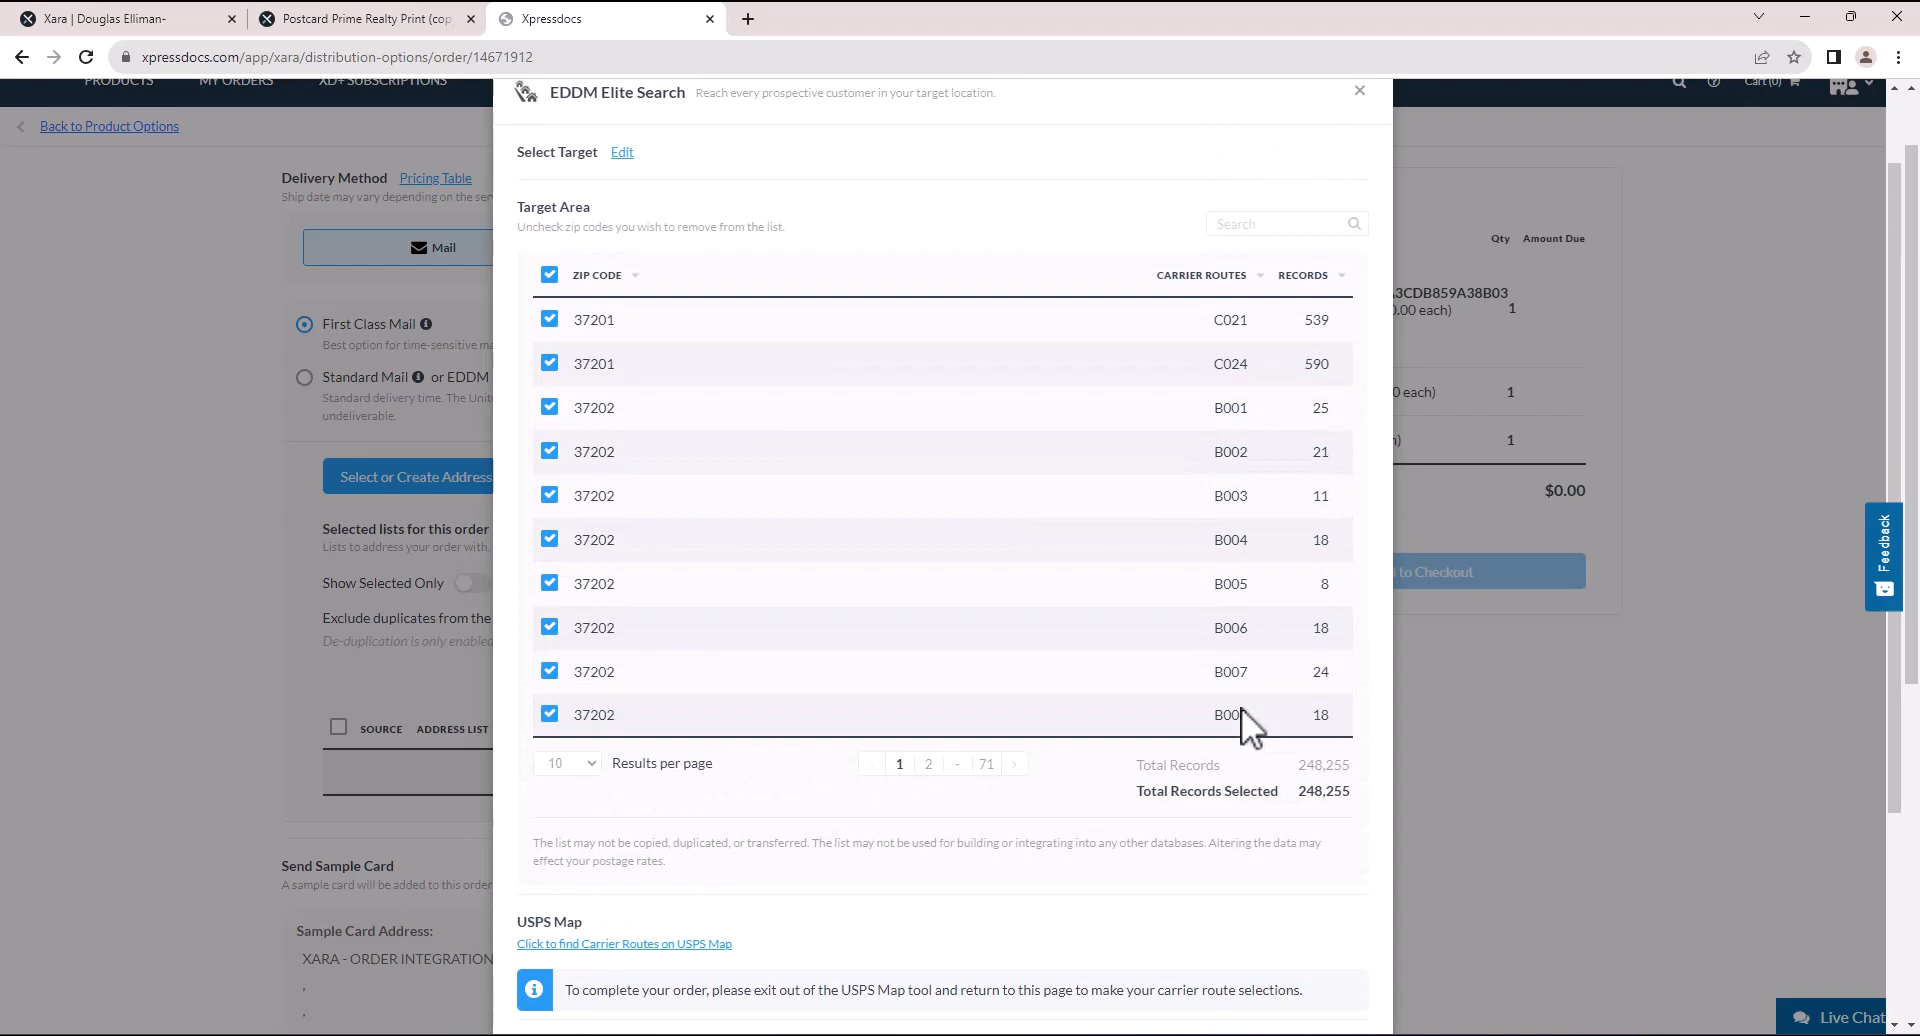 Xara | Douglas Elliman-
Postcard Prime Realty Print (cop
Xpressdocs
xpressdocs.com/app/xara/distribution-options/order/14671912
PRODUCTS
MY ORDERS
XD+ SUBSCRIPTIONS
Cart (0)
Back to Product Options
EDDM Elite Search Reach every prospective customer in your target location.
Select Target Edit
Target Area
Uncheck zip codes you wish to remove from the list.
Search
ZIP CODE CARRIER ROUTES RECORDS
37201 C021 539
37201 C024 590
37202 B001 25
37202 B002 21
37202 B003 11
37202 B004 18
37202 B005 8
37202 B006 18
37202 B007 24
37202 18
10 Results per page 1 2 - 71
Total Records 248,255
Total Records Selected 248,255
The list may not be copied, duplicated, or transferred. The list may not be used for building or integrating into any other databases. Altering the data may
effect your postage rates.
USPS Map
Click to find Carrier Routes on USPS Map
To complete your order, please exit out of the USPS Map tool and return to this page to make your carrier route selections.
Delivery Method Pricing Table
Ship date may vary depending on the ser
Mail
First Class Mail
Best option for time-sensitive ma
Standard Mail or EDDM
Standard delivery time. The Unit
undeliverable.
Select or Create Address
Selected lists for this order
Lists to address your order with.
Show Selected Only
Exclude duplicates from the
De-duplication is only enabled
SOURCE ADDRESS LIST
Send Sample Card
A sample card will be added to this order
Sample Card Address:
XARA - ORDER INTEGRATION
,
,
Qty Amount Due
3CDB859A38B03
0.00 each) 1
0 each) 1
) 1
$0.00
to Checkout
Feedback
Live Chat